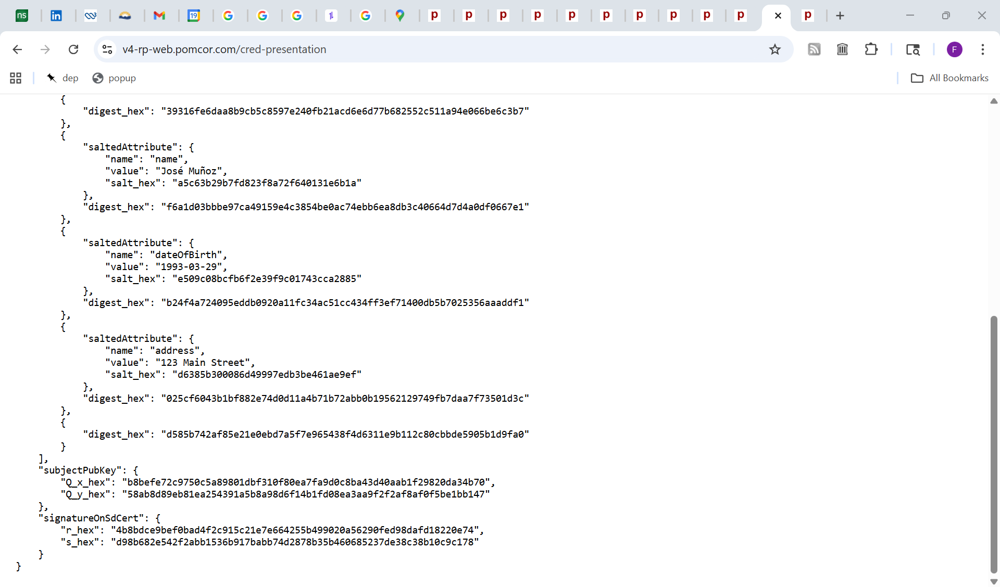 ns
in
19
p
p
p
p
p
p
p
p
p
p
p
v4-rp-web.pomcor.com/cred-presentation
F
dep
popup
All Bookmarks
{
"digest_hex": "39316fe6daa8b9cb5c8597e240fb21acd6e6d77b682552c511a94e066be6c3b7"
},
{
"saltedAttribute": {
"name": "name",
"value": "José Muñoz",
"salt_hex": "a5c63b29b7fd823f8a72f640131e6b1a"
},
"digest_hex": "f6a1d03bbbe97ca49159e4c3854be0ac74ebb6ea8db3c40664d7d4a0df0667e1"
},
{
"saltedAttribute": {
"name": "dateOfBirth",
"value": "1993-03-29",
"salt_hex": "e509c08bcfb6f2e39f9c01743cca2885"
},
"digest_hex": "b24f4a724095eddb0920a11fc34ac51cc434ff3ef71400db5b7025356aaaddf1"
},
{
"saltedAttribute": {
"name": "address",
"value": "123 Main Street",
"salt_hex": "d6385b300086d49997edb3be461ae9ef"
},
"digest_hex": "025cf6043b1bf882e74d0d11a4b71b72abb0b19562129749fb7daa7f73501d3c"
},
{
"digest_hex": "d585b742af85e21e0ebd7a5f7e965438f4d6311e9b112c80cbbde5905b1d9fa0"
}
],
"subjectPubKey": {
"Q_x_hex": "b8befe72c9750c5a89801dbf310f80ea7fa9d0c8ba43d40aab1f29820da34b70",
"Q_y_hex": "58ab8d89eb81ea254391a5b8a98d6f14b1fd08ea3aa9f2f2af8af0f5be1bb147"
},
"signatureOnSdCert": {
"r_hex": "4b8bdce9bef0bad4f2c915c21e7e664255b499020a56290fed98dafd18220e74",
"s_hex": "d98b682e542f2abb1536b917babb74d2878b35b460685237de38c38b10c9c178"
}
}